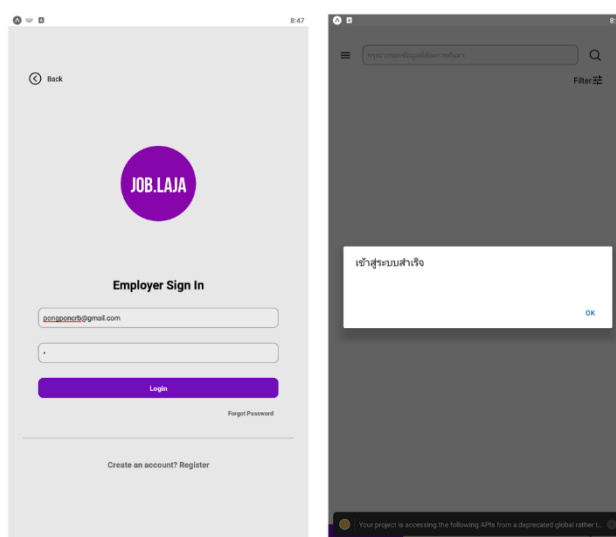 8:47
Back
JOB.LAJA
Employer Sign In
pongponcrb@gmail.com
Login
Forgot Password
Create an account? Register
Filter
เข้าสู่ระบบสำเร็จ
OK
Your project is accessing the following APIs from a deprecated global rather t...